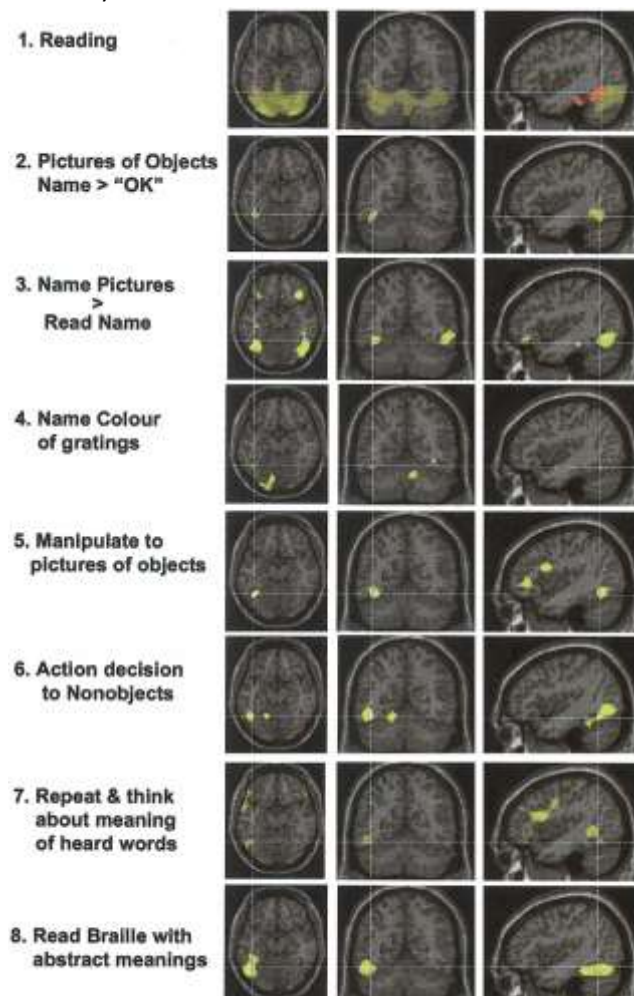 1. Reading
2. Pictures of Objects
Name > "OK"
3. Name Pictures
>
Read Name
4. Name Colour
of gratings
5. Manipulate to
pictures of objects
6. Action decision
to Nonobjects
7. Repeat & think
about meaning
of heard words
8. Read Braille with
abstract meanings